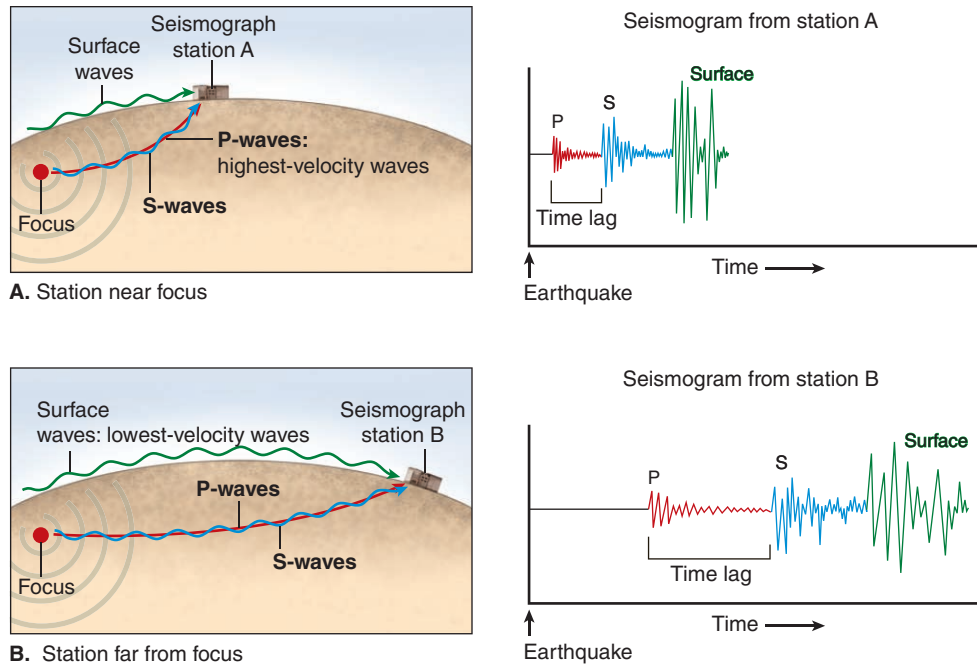 Seismograph
station A
Surface
waves
P-waves:
highest-velocity waves
S-waves
Focus
A. Station near focus
Seismogram from station A
Surface
S
P
Time lag
Time
Earthquake
Surface
waves: lowest-velocity waves
Seismograph
station B
P-waves
S-waves
Focus
B. Station far from focus
Seismogram from station B
Surface
S
P
Time lag
Time
Earthquake